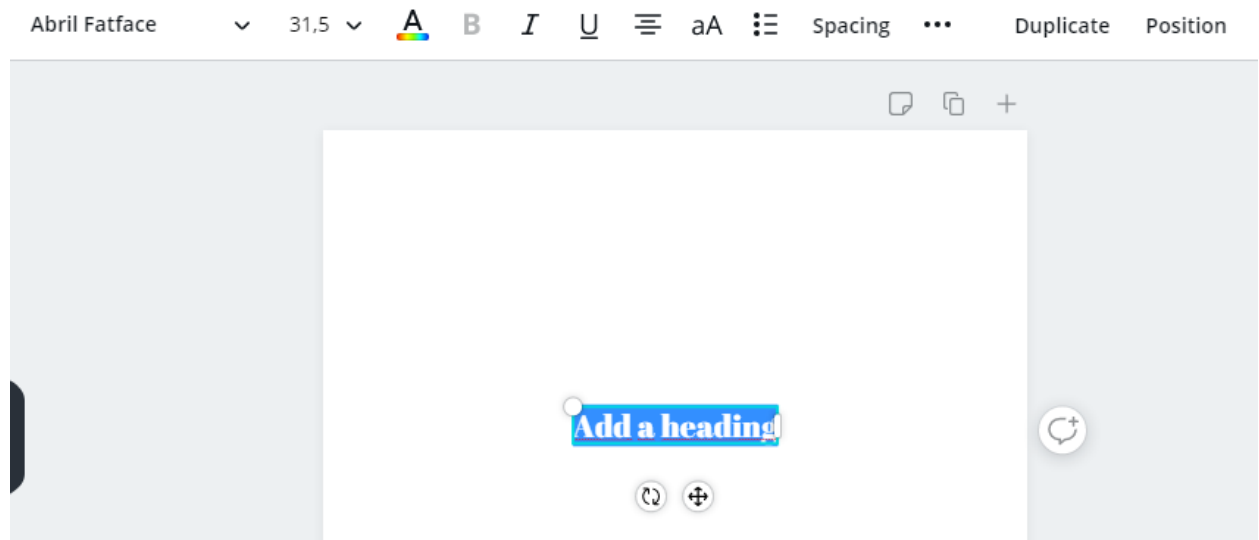 Abril Fatface 31,5 A B I U aA Spacing ••• Duplicate Position
Add a heading